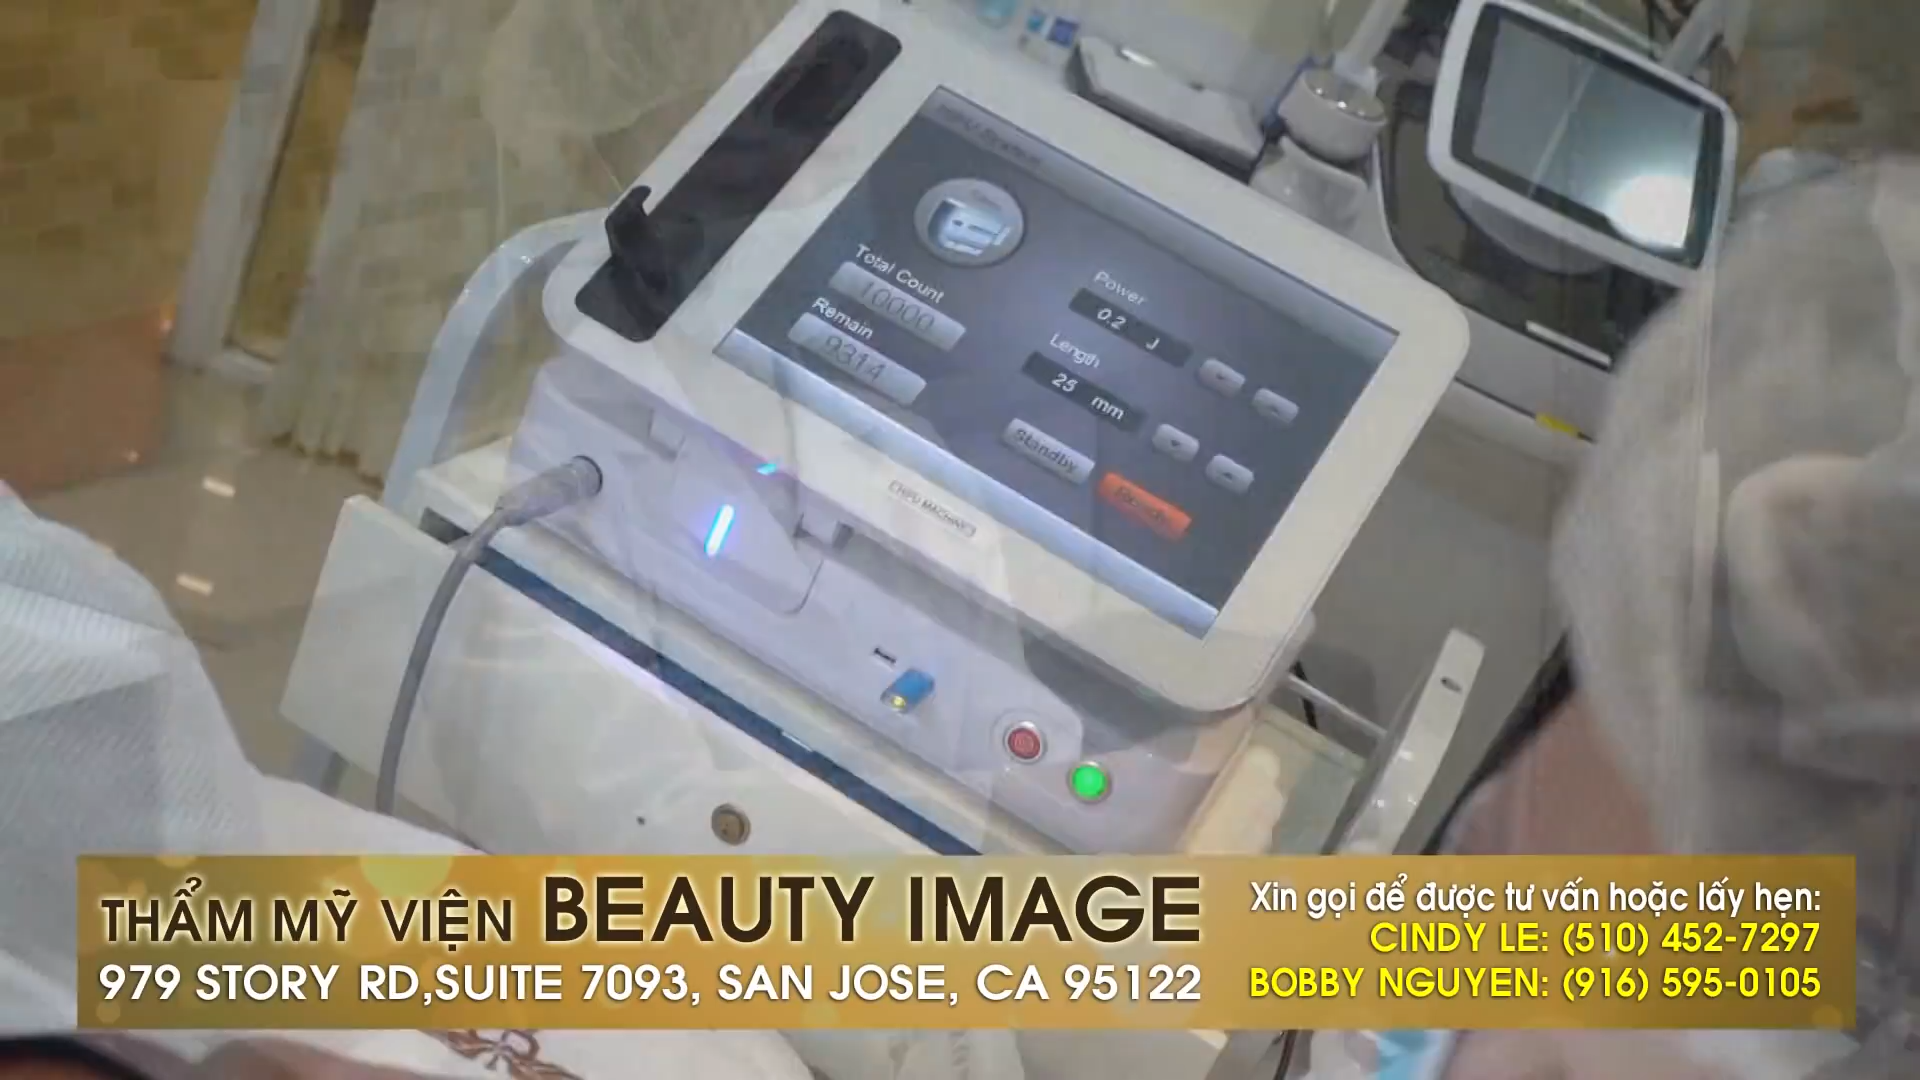 Total Count
10000
Remain
9314
Power
0.2 J
Length
25 mm
Standby
Ready
THẨM MỸ VIỆN BEAUTY IMAGE
979 STORY RD,SUITE 7093, SAN JOSE, CA 95122
Xin gọi để được tư vấn hoặc lấy hẹn:
CINDY LE: (510) 452-7297
BOBBY NGUYEN: (916) 595-0105